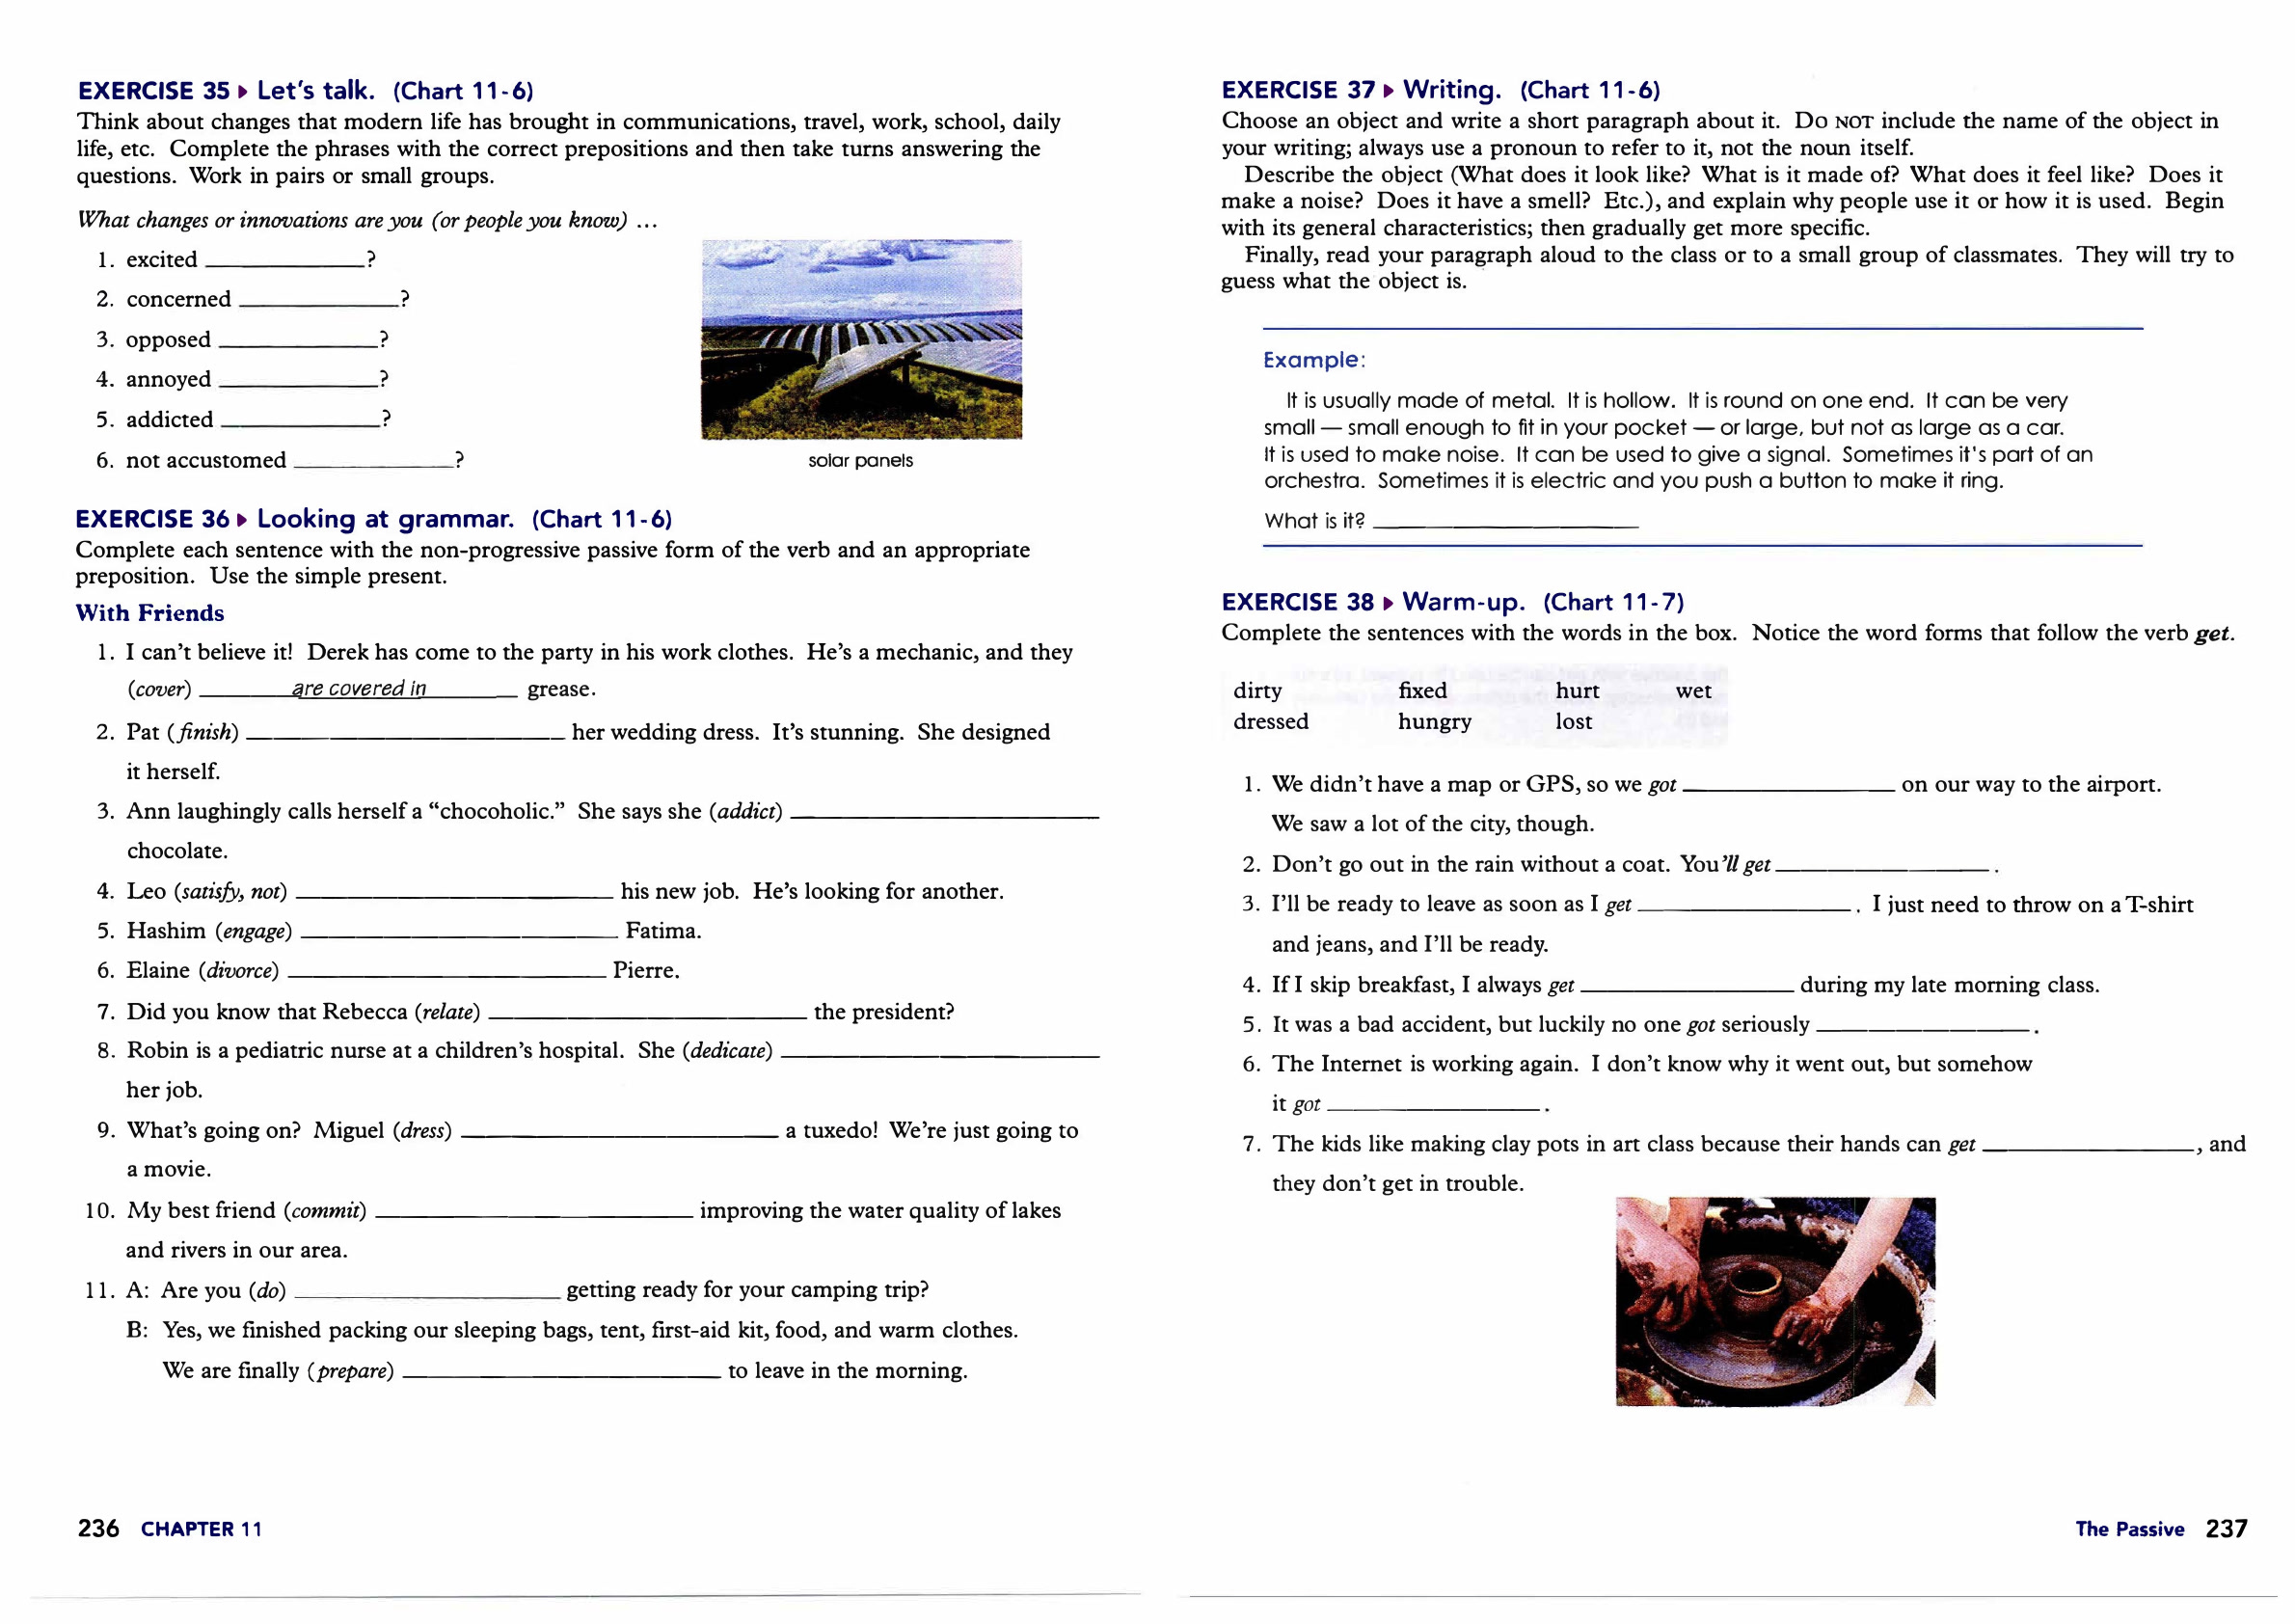 EXERCISE 35 ▸ Let's talk. (Chart 11-6)
Think about changes that modern life has brought in communications, travel, work, school, daily
life, etc. Complete the phrases with the correct prepositions and then take turns answering the
questions. Work in pairs or small groups.
What changes or innovations are you (or people you know) ...
1. excited ____________?
2. concerned ____________?
3. opposed ____________?
4. annoyed ____________?
5. addicted ____________?
6. not accustomed ____________?
solar panels
EXERCISE 36 ▸ Looking at grammar. (Chart 11-6)
Complete each sentence with the non-progressive passive form of the verb and an appropriate
preposition. Use the simple present.
With Friends
1. I can't believe it! Derek has come to the party in his work clothes. He's a mechanic, and they
(cover) ______are covered in______ grease.
2. Pat (finish) ____________ her wedding dress. It's stunning. She designed
it herself.
3. Ann laughingly calls herself a “chocoholic.” She says she (addict) ____________
chocolate.
4. Leo (satisfy, not) ____________ his new job. He's looking for another.
5. Hashim (engage) ____________ Fatima.
6. Elaine (divorce) ____________ Pierre.
7. Did you know that Rebecca (relate) ____________ the president?
8. Robin is a pediatric nurse at a children's hospital. She (dedicate) ____________
her job.
9. What's going on? Miguel (dress) ____________ a tuxedo! We're just going to
a movie.
10. My best friend (commit) ____________ improving the water quality of lakes
and rivers in our area.
11. A: Are you (do) ____________ getting ready for your camping trip?
B: Yes, we finished packing our sleeping bags, tent, first-aid kit, food, and warm clothes.
We are finally (prepare) ____________ to leave in the morning.
236 CHAPTER 11
EXERCISE 37 ▸ Writing. (Chart 11-6)
Choose an object and write a short paragraph about it. Do NOT include the name of the object in
your writing; always use a pronoun to refer to it, not the noun itself.
Describe the object (What does it look like? What is it made of? What does it feel like? Does it
make a noise? Does it have a smell? Etc.), and explain why people use it or how it is used. Begin
with its general characteristics; then gradually get more specific.
Finally, read your paragraph aloud to the class or to a small group of classmates. They will try to
guess what the object is.
Example:
It is usually made of metal. It is hollow. It is round on one end. It can be very
small — small enough to fit in your pocket — or large, but not as large as a car.
It is used to make noise. It can be used to give a signal. Sometimes it's part of an
orchestra. Sometimes it is electric and you push a button to make it ring.
What is it? ____________
EXERCISE 38 ▸ Warm-up. (Chart 11-7)
Complete the sentences with the words in the box. Notice the word forms that follow the verb get.
dirty fixed hurt wet
dressed hungry lost
1. We didn't have a map or GPS, so we got ____________ on our way to the airport.
We saw a lot of the city, though.
2. Don't go out in the rain without a coat. You'll get ____________.
3. I'll be ready to leave as soon as I get ____________. I just need to throw on a T-shirt
and jeans, and I'll be ready.
4. If I skip breakfast, I always get ____________ during my late morning class.
5. It was a bad accident, but luckily no one got seriously ____________.
6. The Internet is working again. I don't know why it went out, but somehow
it got ____________.
7. The kids like making clay pots in art class because their hands can get ____________, and
they don't get in trouble.
The Passive 237